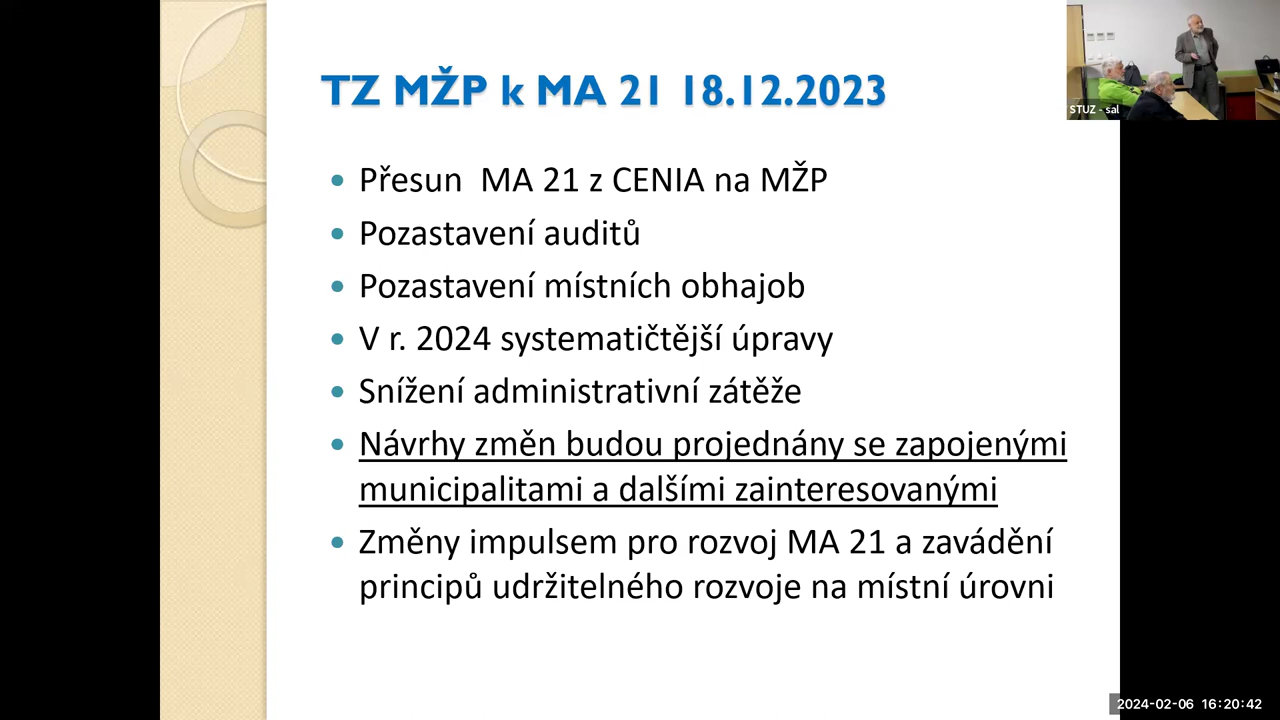 TZ MŽP k MA 21 18.12.2023
STUZ - sal
Přesun MA 21 z CENIA na MŽP
Pozastavení auditů
Pozastavení místních obhajob
V r. 2024 systematičtější úpravy
Snížení administrativní zátěže
Návrhy změn budou projednány se zapojenými
municipalitami a dalšími zainteresovanými
Změny impulsem pro rozvoj MA 21 a zavádění
principů udržitelného rozvoje na místní úrovni
2024-02-06 16:20:42